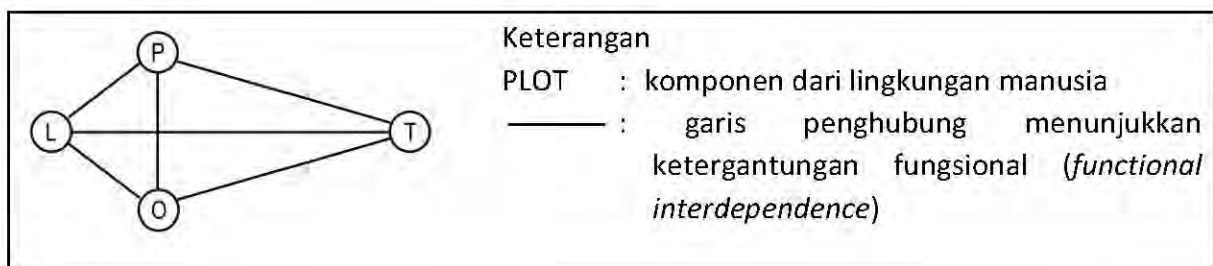 P
L
T
O
Keterangan
PLOT : komponen dari lingkungan manusia
: garis penghubung menunjukkan
ketergantungan fungsional (functional
interdependence)